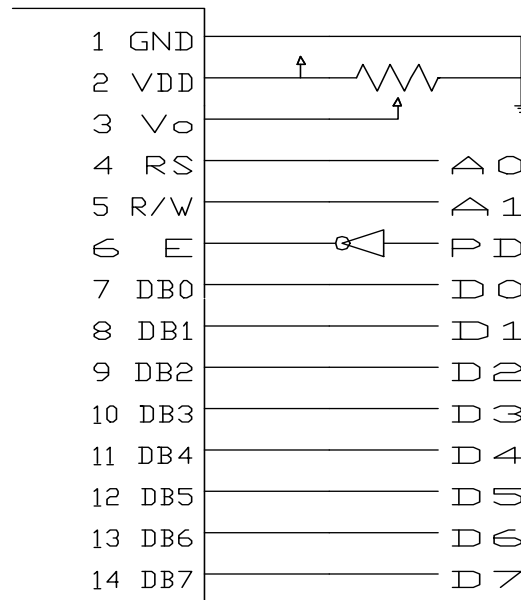 1 GND
2 VDD
3 Vo
4 RS A0
5 R/W A1
6 E PD
7 DB0 D0
8 DB1 D1
9 DB2 D2
10 DB3 D3
11 DB4 D4
12 DB5 D5
13 DB6 D6
14 DB7 D7